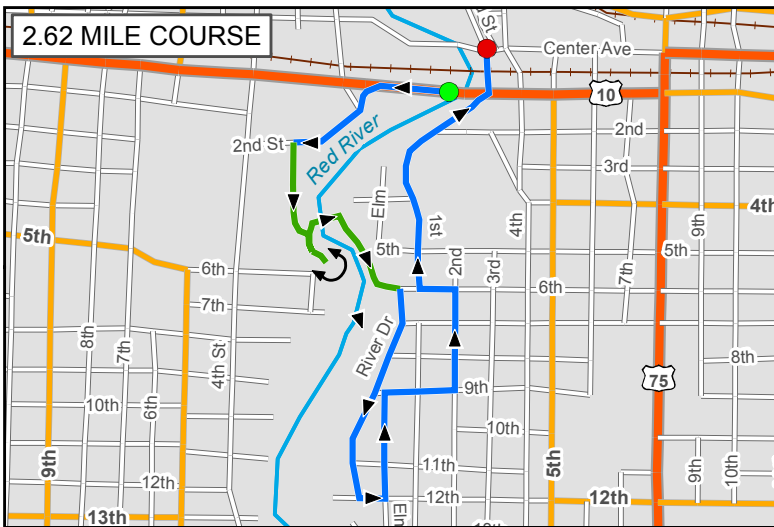 2.62 MILE COURSE
St
Center Ave
10
2nd St
Red River
2nd
3rd
Elm
4th
9th
4th
5th
1st
5th
5th
2nd
3rd
6th
7th
6th
7th
River Dr
8th
7th
4th St
8th
75
10th
6th
9th
10th
9th
11th
5th
9th
10th
12th
12th
12th
13th
Elm
10th